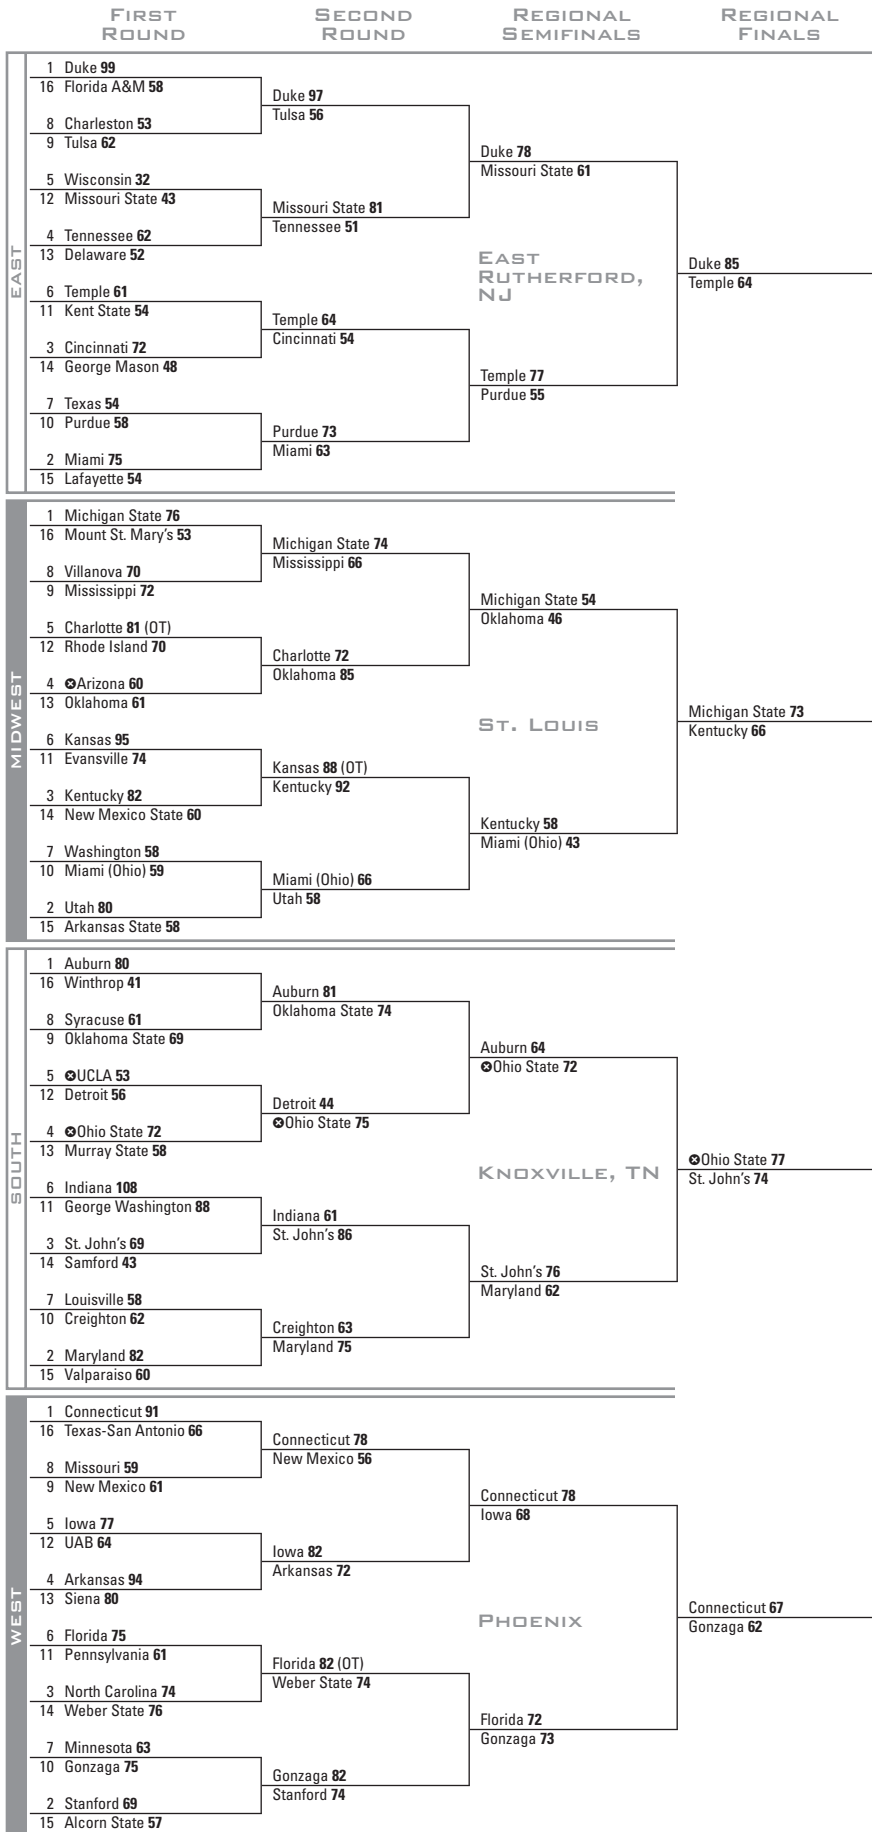 FIRST ROUND
SECOND ROUND
REGIONAL SEMIFINALS
REGIONAL FINALS
EAST
1 Duke 99
16 Florida A&M 58
8 Charleston 53
9 Tulsa 62
5 Wisconsin 32
12 Missouri State 43
4 Tennessee 62
13 Delaware 52
6 Temple 61
11 Kent State 54
3 Cincinnati 72
14 George Mason 48
7 Texas 54
10 Purdue 58
2 Miami 75
15 Lafayette 54
Duke 97
Tulsa 56
Missouri State 81
Tennessee 51
Temple 64
Cincinnati 54
Purdue 73
Miami 63
Duke 78
Missouri State 61
EAST
RUTHERFORD,
NJ
Temple 77
Purdue 55
Duke 85
Temple 64
MIDWEST
1 Michigan State 76
16 Mount St. Mary's 53
8 Villanova 70
9 Mississippi 72
5 Charlotte 81 (OT)
12 Rhode Island 70
4 ✪Arizona 60
13 Oklahoma 61
6 Kansas 95
11 Evansville 74
3 Kentucky 82
14 New Mexico State 60
7 Washington 58
10 Miami (Ohio) 59
2 Utah 80
15 Arkansas State 58
Michigan State 74
Mississippi 66
Charlotte 72
Oklahoma 85
Kansas 88 (OT)
Kentucky 92
Miami (Ohio) 66
Utah 58
Michigan State 54
Oklahoma 46
ST. LOUIS
Kentucky 58
Miami (Ohio) 43
Michigan State 73
Kentucky 66
SOUTH
1 Auburn 80
16 Winthrop 41
8 Syracuse 61
9 Oklahoma State 69
5 ✪UCLA 53
12 Detroit 56
4 ✪Ohio State 72
13 Murray State 58
6 Indiana 108
11 George Washington 88
3 St. John's 69
14 Samford 43
7 Louisville 58
10 Creighton 62
2 Maryland 82
15 Valparaiso 60
Auburn 81
Oklahoma State 74
Detroit 44
✪Ohio State 75
Indiana 61
St. John's 86
Creighton 63
Maryland 75
Auburn 64
✪Ohio State 72
KNOXVILLE, TN
St. John's 76
Maryland 62
✪Ohio State 77
St. John's 74
WEST
1 Connecticut 91
16 Texas-San Antonio 66
8 Missouri 59
9 New Mexico 61
5 Iowa 77
12 UAB 64
4 Arkansas 94
13 Siena 80
6 Florida 75
11 Pennsylvania 61
3 North Carolina 74
14 Weber State 76
7 Minnesota 63
10 Gonzaga 75
2 Stanford 69
15 Alcorn State 57
Connecticut 78
New Mexico 56
Iowa 82
Arkansas 72
Florida 82 (OT)
Weber State 74
Gonzaga 82
Stanford 74
Connecticut 78
Iowa 68
PHOENIX
Florida 72
Gonzaga 73
Connecticut 67
Gonzaga 62